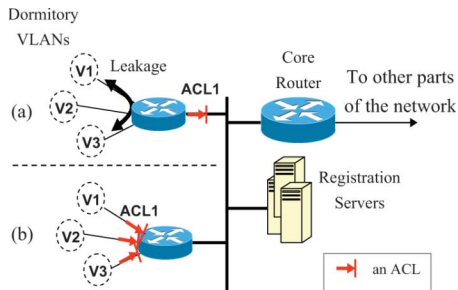 Dormitory
VLANs
V1
Leakage
ACL1
Core
Router
To other parts
of the network
(a)
V2
V3
V1
ACL1
Registration
Servers
(b)
V2
V3
an ACL